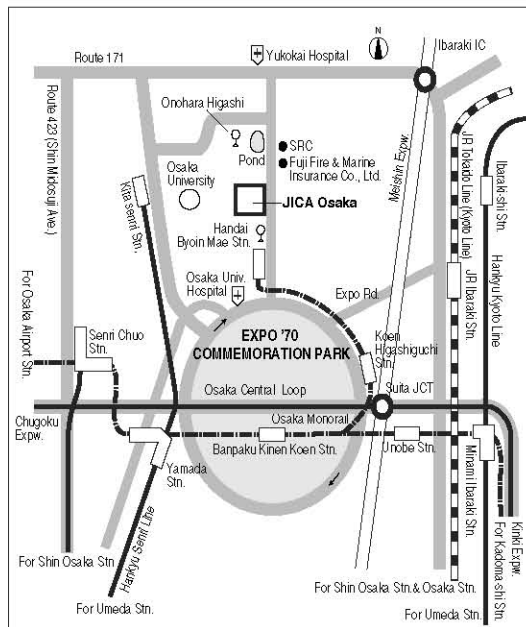 Route 171
Yukokai Hospital
N
Ibaraki IC
Route 423 (Shin Midosuji Ave.)
Onohara Higashi
Pond
SRC
Fuji Fire & Marine
Insurance Co., Ltd.
Osaka
University
JICA Osaka
Kita senri Stn.
Handai
Byoin Mae Stn.
Meishin Expw.
JR Tokaido Line (Kyoto Line)
Ibaraki-shi Stn.
Hankyu Kyoto Line
JR Ibaraki Stn.
For Osaka Airport
Stn.
Osaka Univ.
Hospital
Expo Rd.
Senri Chuo
Stn.
EXPO '70
COMMEMORATION PARK
Koen
Higashiguchi
Stn.
Osaka Central Loop
Suita JCT
Chugoku
Expw.
Osaka Monorail
Yamada
Stn.
Banpaku Kinen Koen Stn.
Unobe Stn.
Minami Ibaraki Stn.
Hankyu Senri Line
For Shin Osaka Stn.
For Umeda Stn.
For Shin Osaka Stn.& Osaka Stn.
For Umeda Stn.
For Kadoma-shi Stn.
Kinki Expw.